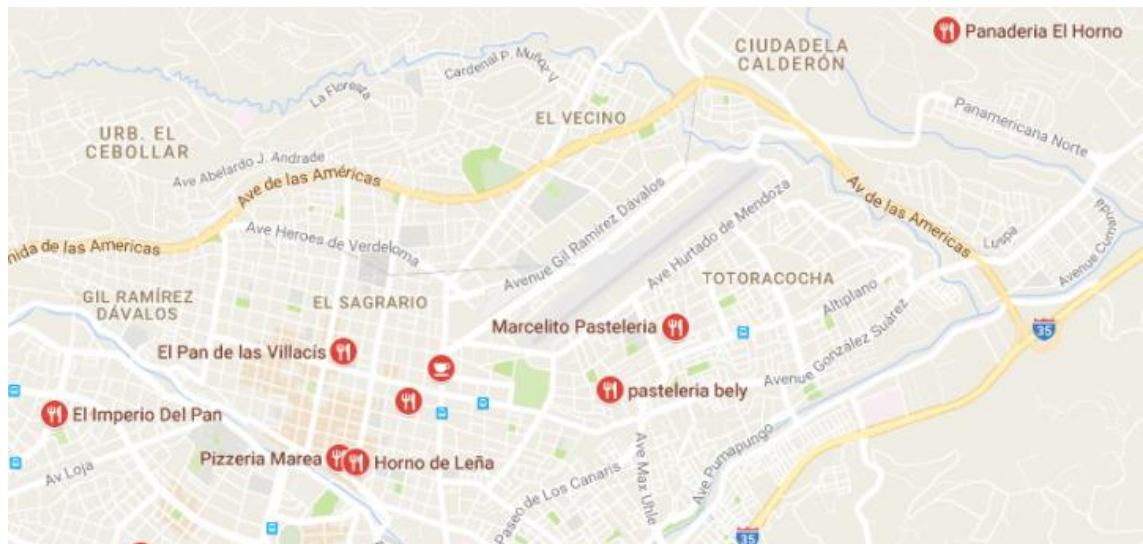 Panaderia El Horno
CIUDADELA
CALDERÓN
Cardenal P. Muñoz V
La Floresta
EL VECINO
Panamericana Norte
URB. EL
CEBOLLAR
Ave Abelardo J. Andrade
Ave de las Américas
Av de las Americas
Avenue Gil Ramirez Dávalos
Ave Hurtado de Mendoza
Avenue Cumanda
Luspa
Ave Heroes de Verdeloma
nida de las Americas
TOTORACOCHA
GIL RAMÍREZ
DÁVALOS
EL SAGRARIO
Altiplano
Marcelito Pasteleria
35
El Pan de las Villacís
Avenue González Suárez
pasteleria bely
El Imperio Del Pan
Pizzeria Marea
Horno de Leña
Av Loja
Paseo de Los Canaris
Ave Max Uhle
Ave Pumapungo
35